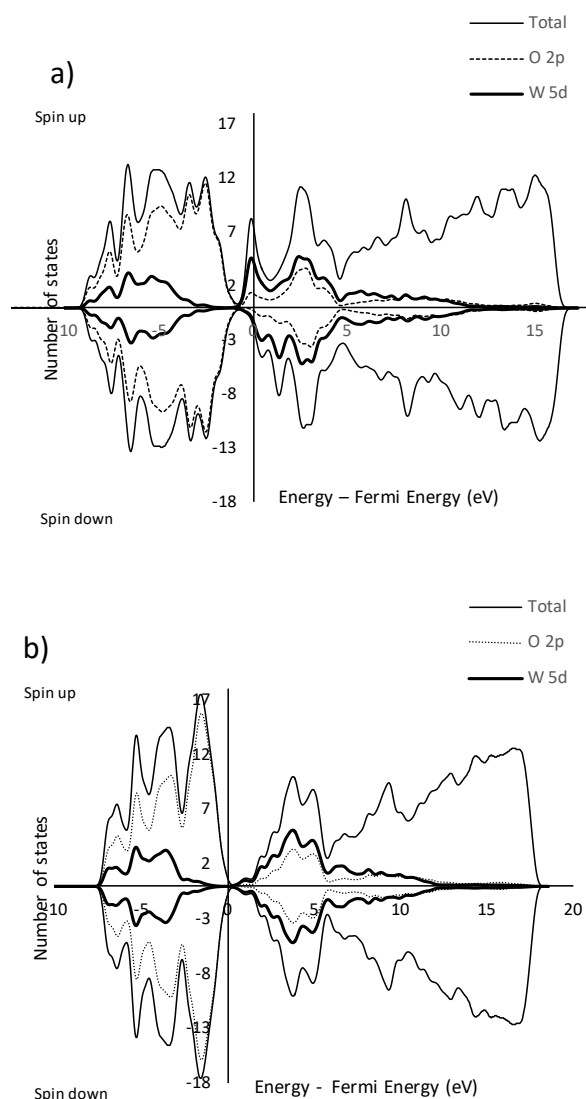 Total
O 2p
W 5d
a)
Spin up
17
12
7
2
10 -5 0 5 10 15
-3
-8
-13
-18
Number of states
Energy – Fermi Energy (eV)
Spin down
Total
O 2p
W 5d
b)
Spin up
17
12
7
2
10 -5 0 5 10 15 20
-3
-8
-13
-18
Number of states
Energy - Fermi Energy (eV)
Spin down